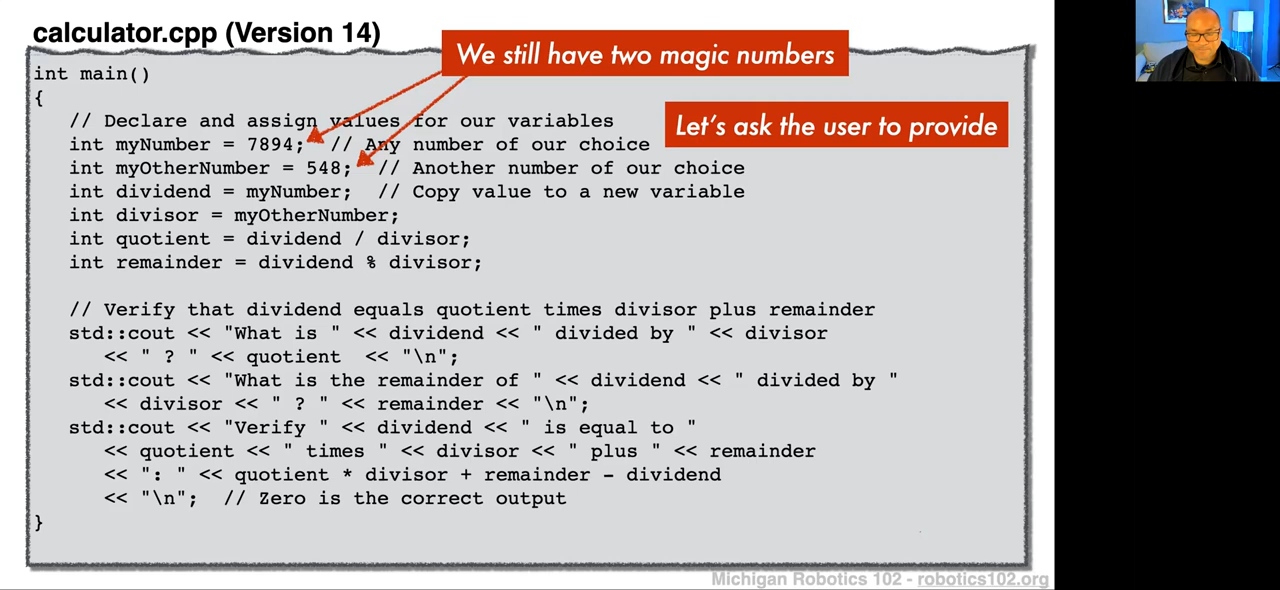 calculator.cpp (Version 14)
We still have two magic numbers
Let's ask the user to provide
int main()
{
   // Declare and assign values for our variables
   int myNumber = 7894;  // Any number of our choice
   int myOtherNumber = 548;  // Another number of our choice
   int dividend = myNumber;  // Copy value to a new variable
   int divisor = myOtherNumber;
   int quotient = dividend / divisor;
   int remainder = dividend % divisor;
   // Verify that dividend equals quotient times divisor plus remainder
   std::cout << "What is " << dividend << " divided by " << divisor
      << " ? " << quotient  << "\n";
   std::cout << "What is the remainder of " << dividend << " divided by "
      << divisor << " ? " << remainder << "\n";
   std::cout << "Verify " << dividend << " is equal to "
      << quotient << " times " << divisor << " plus " << remainder
      << ": " << quotient * divisor + remainder - dividend
      << "\n";  // Zero is the correct output
}
Michigan Robotics 102 - robotics102.org